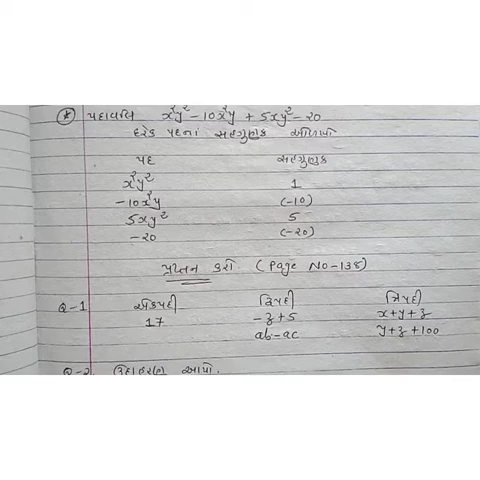 * પદાવલિ x²y² - 10x²y + 5xy² - 20
દરેક પદનાં સહગુણક આપો
પદ સહગુણક
x²y² 1
-10x²y (-10)
5xy² 5
-20 (-20)
પ્રયત્ન કરો (Page No-138)
Q-1 એકપદી દ્વિપદી ત્રિપદી
17 -z+5 x+y+z
ab-ac y+z+100
Q-2 ઉદાહરણ આપો.